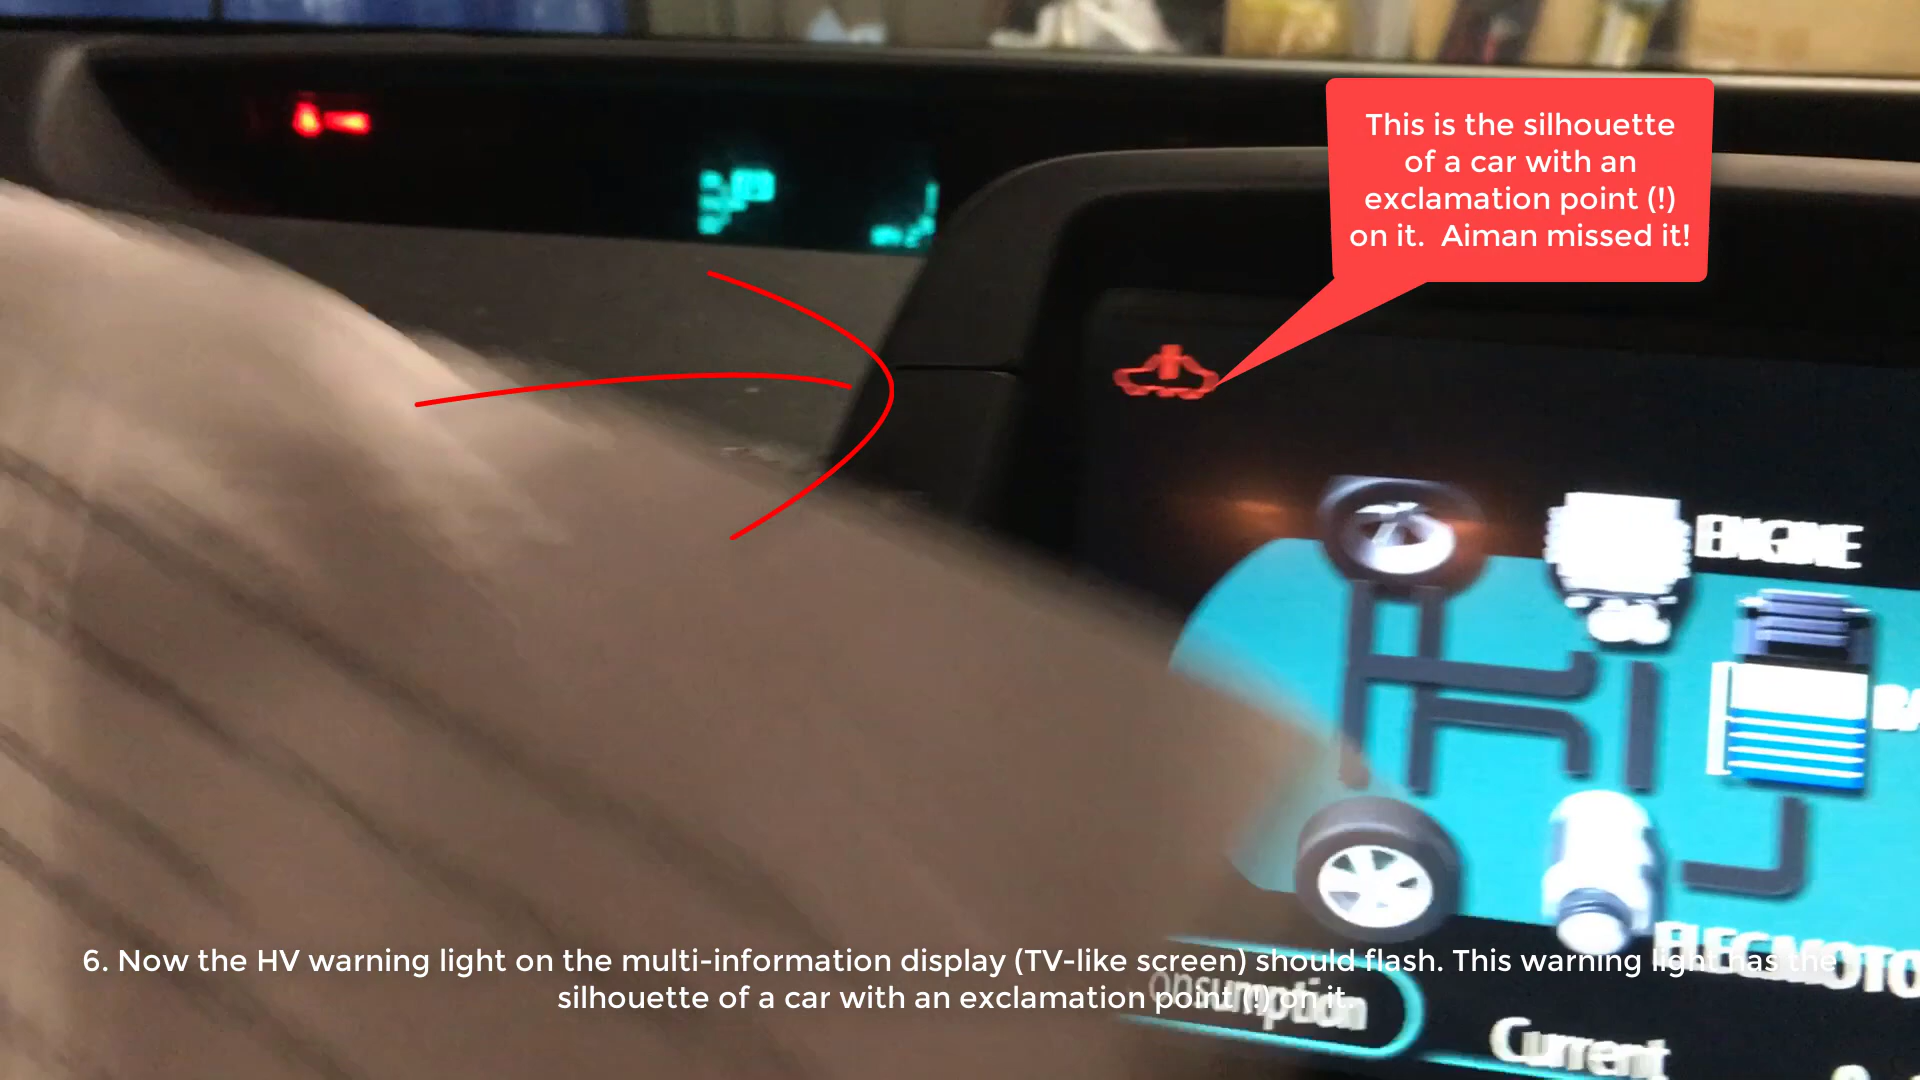 This is the silhouette
of a car with an
exclamation point (!)
on it.  Aiman missed it!
ENGINE
6. Now the HV warning light on the multi-information display (TV-like screen) should flash. This warning light has the
silhouette of a car with an exclamation point (!) on it.
onsumption
Current